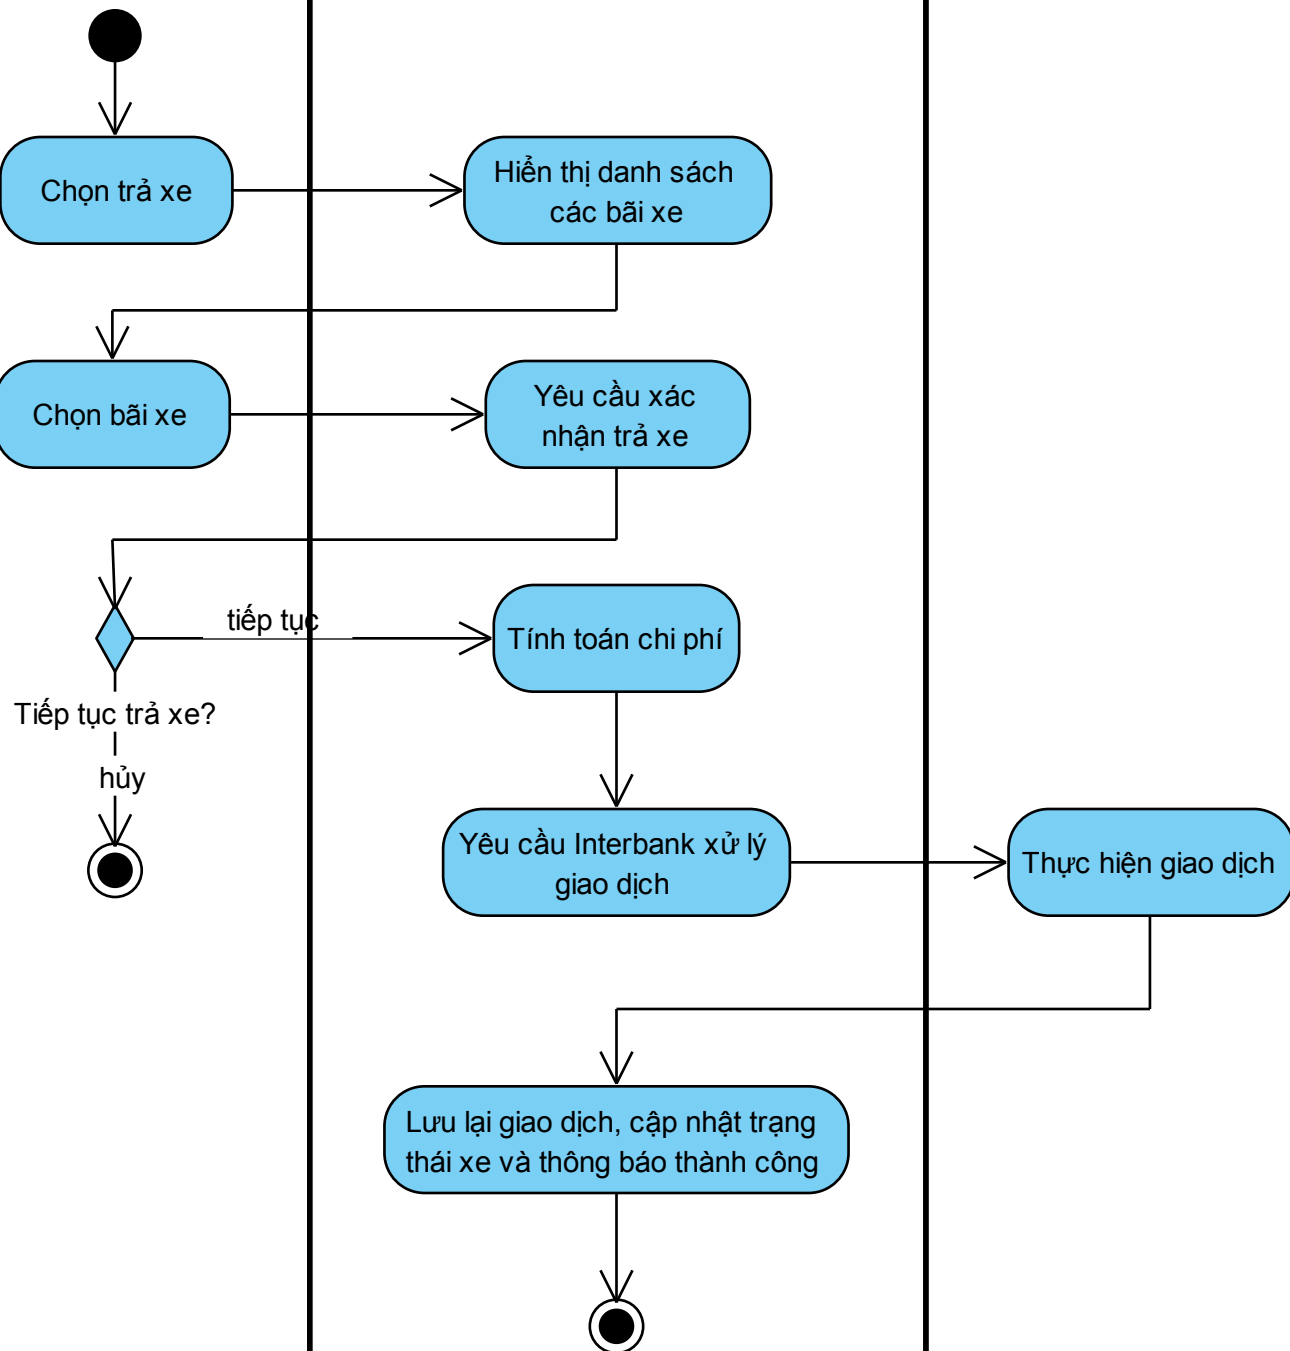 Chọn trả xe
Hiển thị danh sách
các bãi xe
Chọn bãi xe
Yêu cầu xác
nhận trả xe
tiếp tục
Tính toán chi phí
Tiếp tục trả xe?
hủy
Yêu cầu Interbank xử lý
giao dịch
Thực hiện giao dịch
Lưu lại giao dịch, cập nhật trạng
thái xe và thông báo thành công